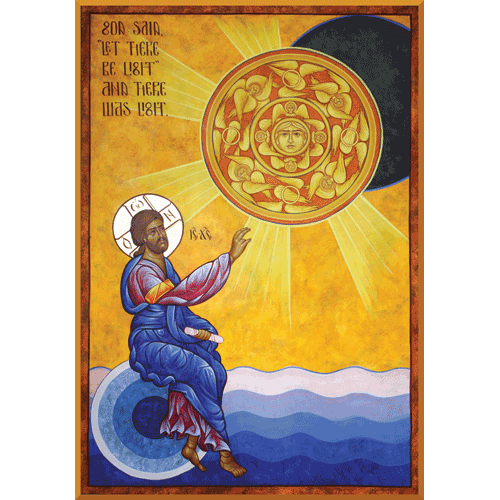 GOD SAID,
"LET THERE
BE LIGHT"
AND THERE
WAS LIGHT.
Ο Ω Ν
IC XC